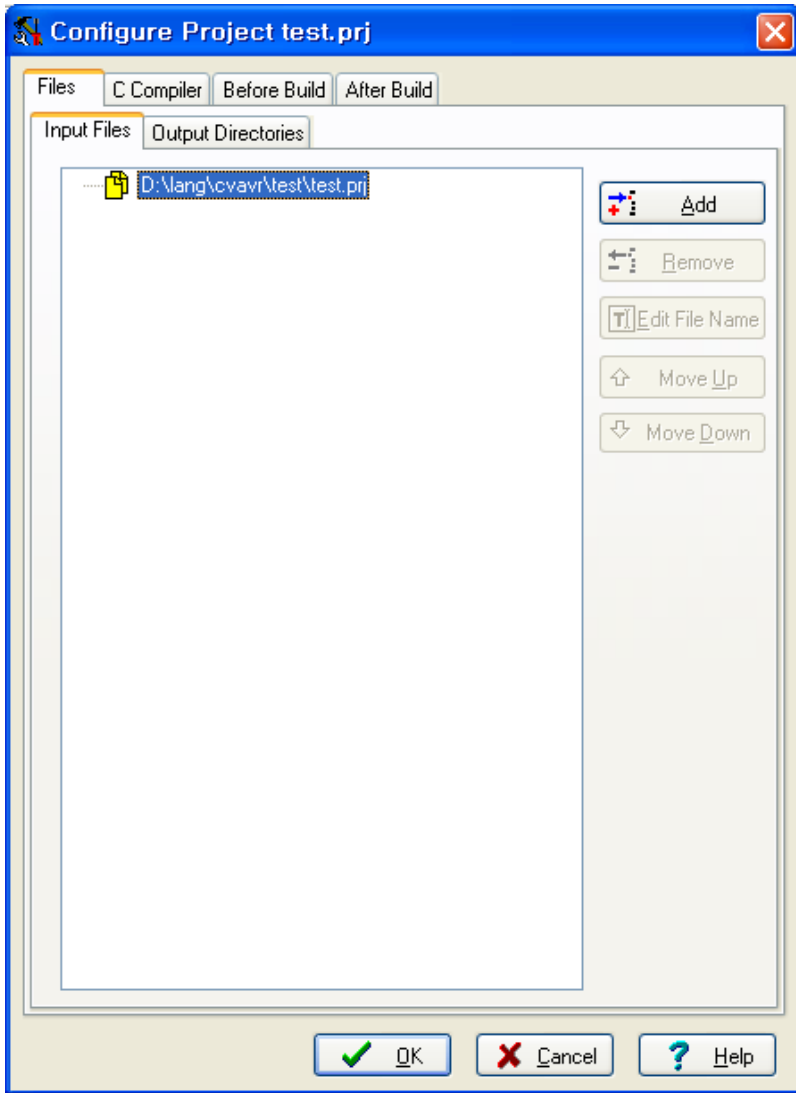 Configure Project test.prj
Files C Compiler Before Build After Build
Input Files Output Directories
D:\lang\cvavr\test\test.prj
Add
Remove
Edit File Name
Move Up
Move Down
OK Cancel Help